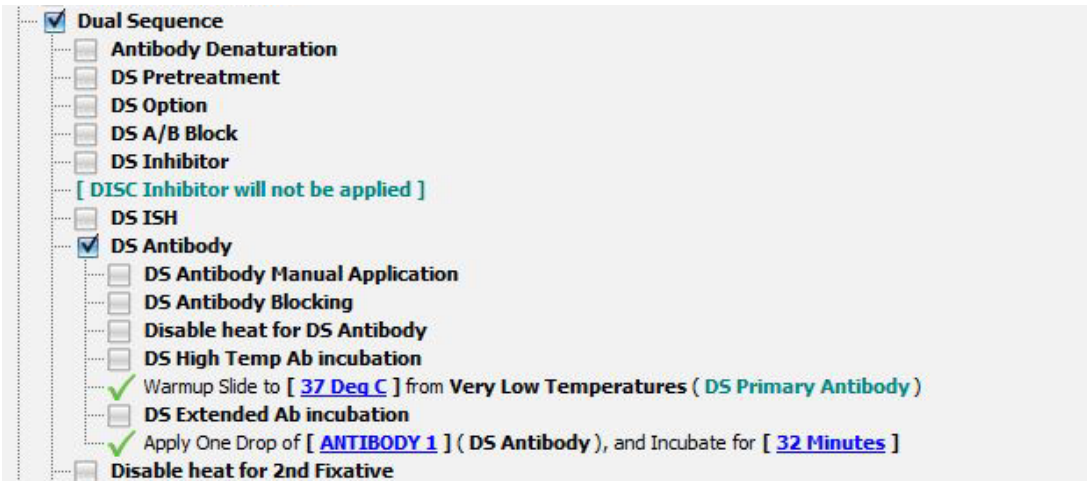 Dual Sequence
Antibody Denaturation
DS Pretreatment
DS Option
DS A/B Block
DS Inhibitor
[ DISC Inhibitor will not be applied ]
DS ISH
DS Antibody
DS Antibody Manual Application
DS Antibody Blocking
Disable heat for DS Antibody
DS High Temp Ab incubation
Warmup Slide to [ 37 Deg C ] from Very Low Temperatures ( DS Primary Antibody )
DS Extended Ab incubation
Apply One Drop of [ ANTIBODY 1 ] ( DS Antibody ), and Incubate for [ 32 Minutes ]
Disable heat for 2nd Fixative